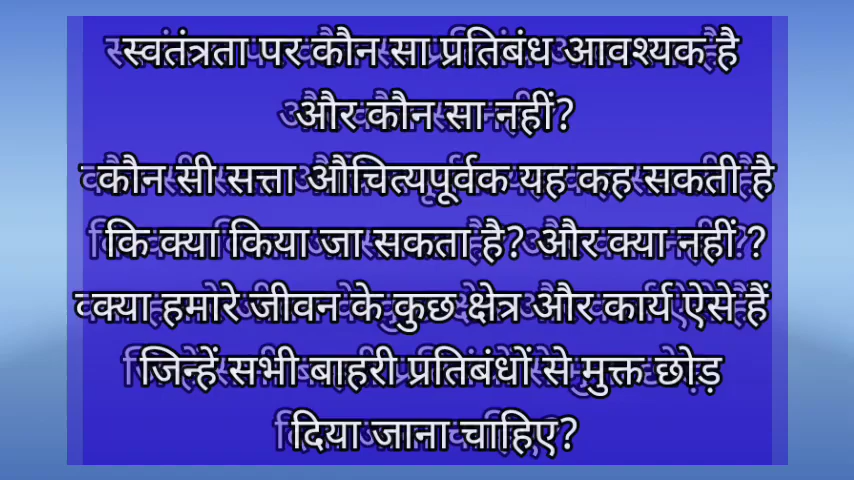 स्वतंत्रता पर कौन सा प्रतिबंध आवश्यक है
और कौन सा नहीं?
कौन सी सत्ता औचित्यपूर्वक यह कह सकती है
कि क्या किया जा सकता है? और क्या नहीं ?
क्या हमारे जीवन के कुछ क्षेत्र और कार्य ऐसे हैं
जिन्हें सभी बाहरी प्रतिबंधों से मुक्त छोड़
दिया जाना चाहिए?